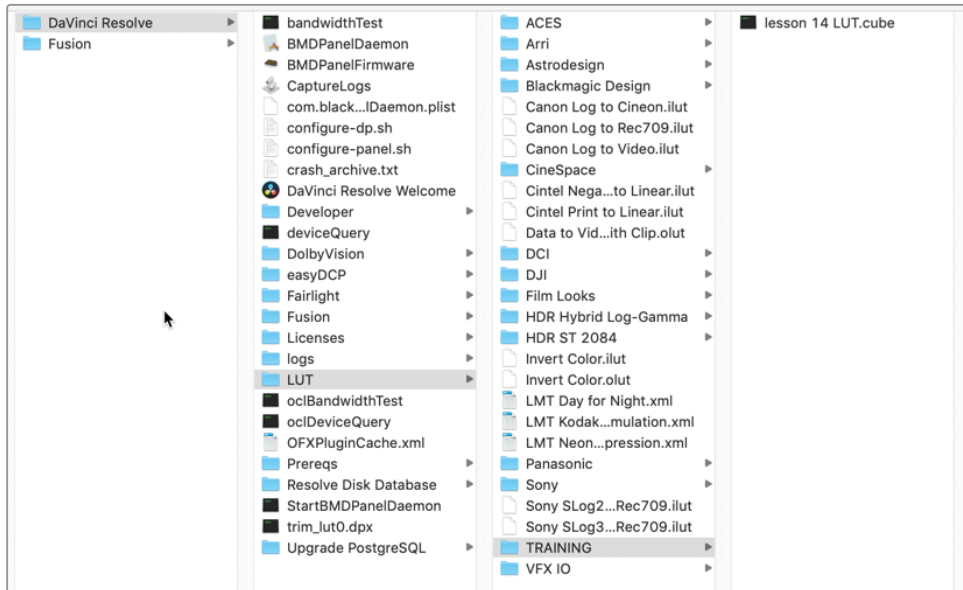 DaVinci Resolve
Fusion
bandwidthTest
BMDPanelDaemon
BMDPanelFirmware
CaptureLogs
com.black...lDaemon.plist
configure-dp.sh
configure-panel.sh
crash_archive.txt
DaVinci Resolve Welcome
Developer
deviceQuery
DolbyVision
easyDCP
Fairlight
Fusion
Licenses
logs
LUT
oclBandwidthTest
oclDeviceQuery
OFXPluginCache.xml
Prereqs
Resolve Disk Database
StartBMDPanelDaemon
trim_lut0.dpx
Upgrade PostgreSQL
ACES
Arri
Astrodesign
Blackmagic Design
Canon Log to Cineon.ilut
Canon Log to Rec709.ilut
Canon Log to Video.ilut
CineSpace
Cintel Nega...to Linear.ilut
Cintel Print to Linear.ilut
Data to Vid...ith Clip.olut
DCI
DJI
Film Looks
HDR Hybrid Log-Gamma
HDR ST 2084
Invert Color.ilut
Invert Color.olut
LMT Day for Night.xml
LMT Kodak...mulation.xml
LMT Neon...pression.xml
Panasonic
Sony
Sony SLog2...Rec709.ilut
Sony SLog3...Rec709.ilut
TRAINING
VFX IO
lesson 14 LUT.cube